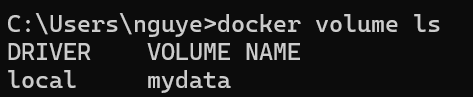 C:\Users\nguye>docker volume ls
DRIVER    VOLUME NAME
local     mydata